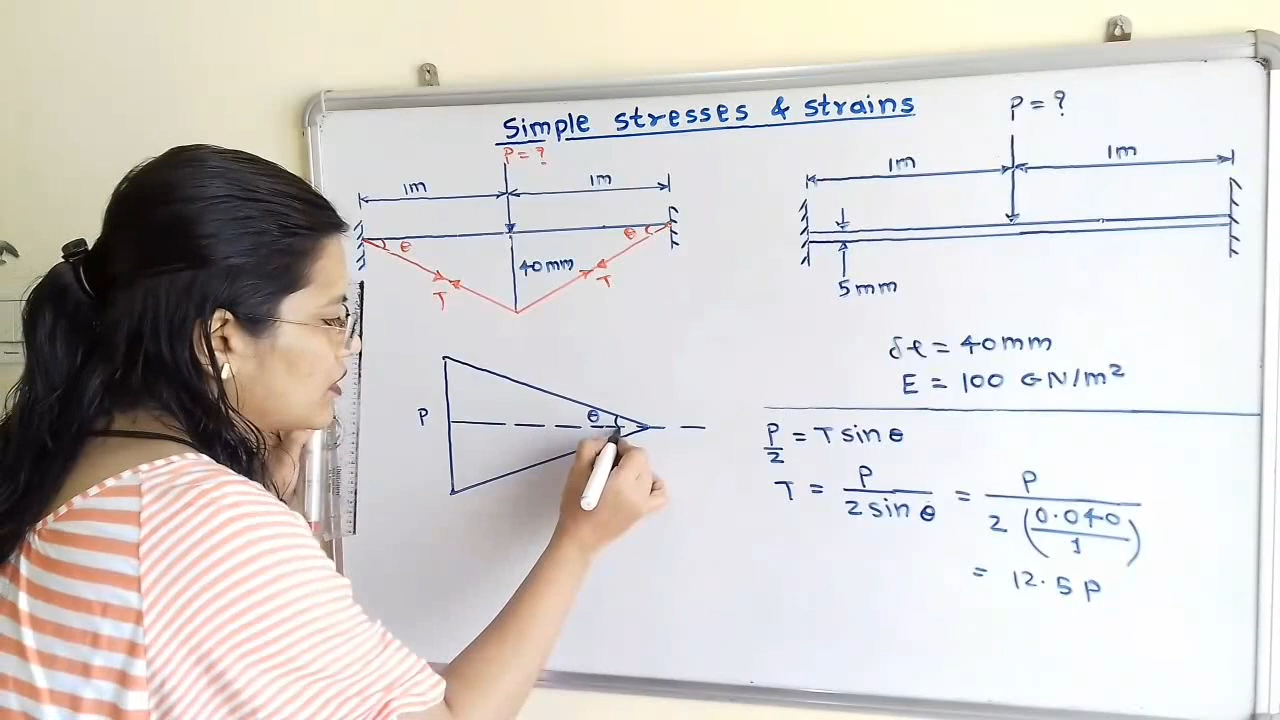 Simple stresses & strains
P = ?
1m
1m
θ
θ
40mm
T
T
P
θ
P = ?
1m
1m
5mm
δl = 40mm
E = 100 GN/m²
P/2 = T sin θ
T = P/(2 sin θ) = P/(2 (0.040/1))
= 12.5 P